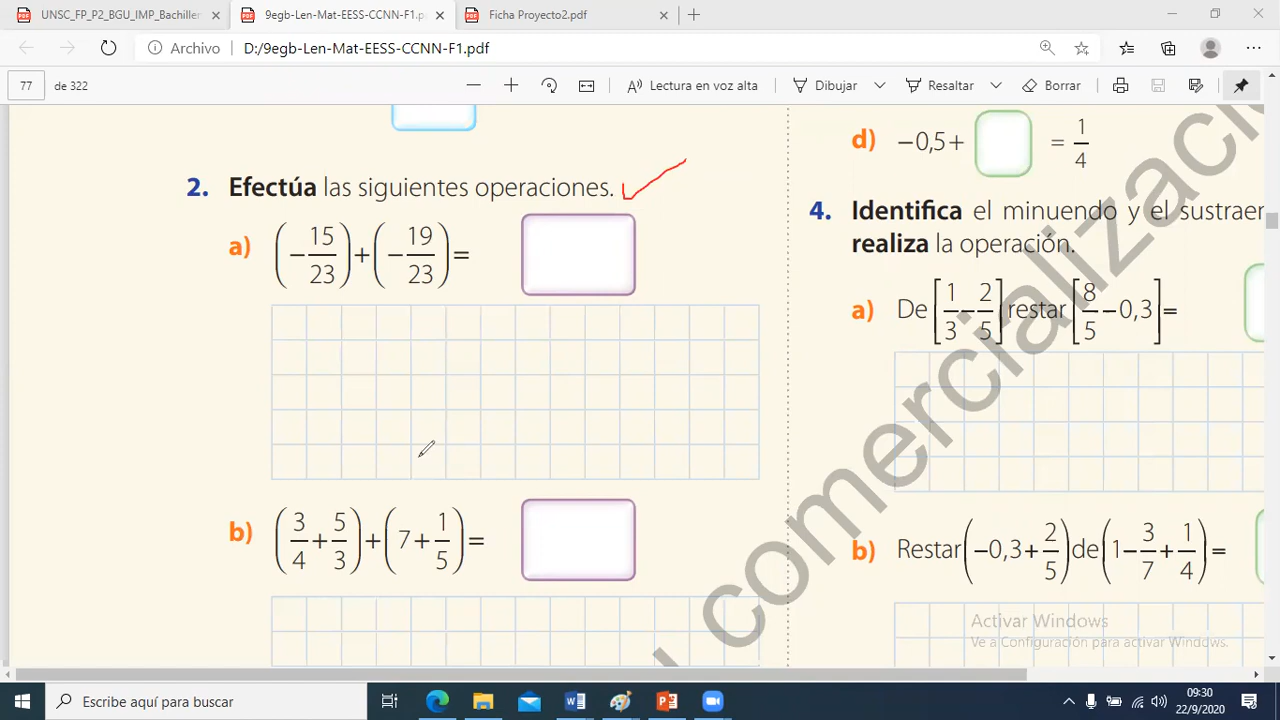 UNSC_FP_P2_BGU_IMP_Bachiller
9egb-Len-Mat-EESS-CCNN-F1.p
Ficha Proyecto2.pdf
Archivo
D:/9egb-Len-Mat-EESS-CCNN-F1.pdf
77 de 322
Lectura en voz alta
Dibujar
Resaltar
Borrar
2. Efectúa las siguientes operaciones.
a) (−15/23)+(−19/23)=
b) (3/4+5/3)+(7+1/5)=
d) −0,5+ = 1/4
4. Identifica el minuendo y el sustraen
realiza la operación.
a) De [1/3−2/5] restar [8/5−0,3]=
b) Restar (−0,3+2/5) de (1−3/7+1/4)=
comercializació
Activar Windows
Ve a Configuración para activar Windows.
Escribe aquí para buscar
09:30
22/9/2020